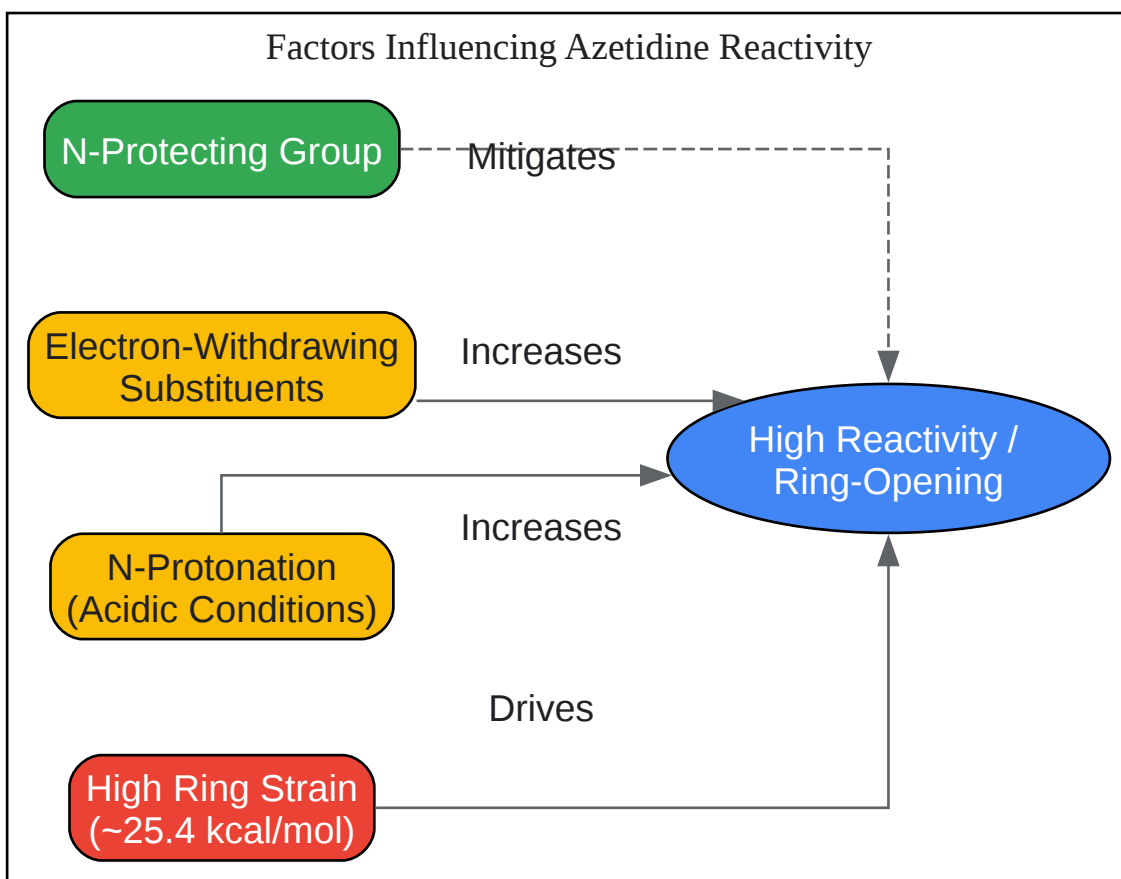 Factors Influencing Azetidine Reactivity
N-Protecting Group
Mitigates
Electron-Withdrawing
Substituents
Increases
High Reactivity /
Ring-Opening
N-Protonation
(Acidic Conditions)
Increases
Drives
High Ring Strain
(~25.4 kcal/mol)